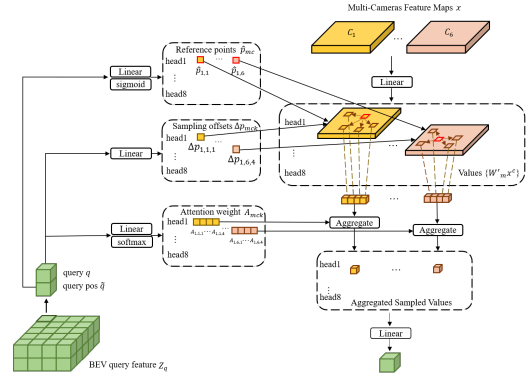 Multi-Cameras Feature Maps x
C₁
...
C₆
Linear
Linear
sigmoid
Reference points p̂ₘc
head1
...
p̂₁,₁
p̂₁,₆
⋮
head8
Linear
Sampling offsets Δpₘcₖ
head1
...
Δp₁,₁,₁
Δp₁,₆,₄
⋮
head8
head1
...
⋮
head8
Values {W'ₘxᶜ}
...
Linear
softmax
Attention weight Aₘcₖ
head1
...
A₁,₁,₁⋯A₁,₁,₄
A₁,₆,₁⋯A₁,₆,₄
⋮
head8
Aggregate
Aggregate
head1
...
⋮
head8
Aggregated Sampled Values
Linear
query q
query pos q̄
BEV query feature Z_q